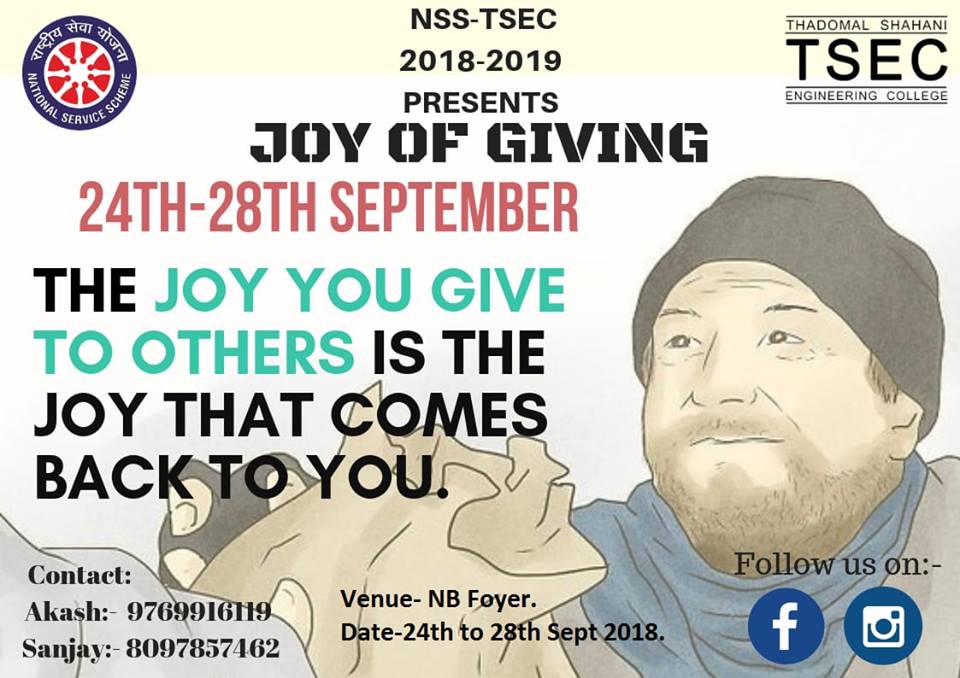 राष्ट्रीय सेवा योजना
NATIONAL SERVICE SCHEME
NSS-TSEC
2018-2019
PRESENTS
THADOMAL SHAHANI
TSEC
ENGINEERING COLLEGE
JOY OF GIVING
24TH-28TH SEPTEMBER
THE JOY YOU GIVE
TO OTHERS IS THE
JOY THAT COMES
BACK TO YOU.
Contact:
Akash:- 9769916119
Sanjay:- 8097857462
Venue- NB Foyer.
Date-24th to 28th Sept 2018.
Follow us on:-
f